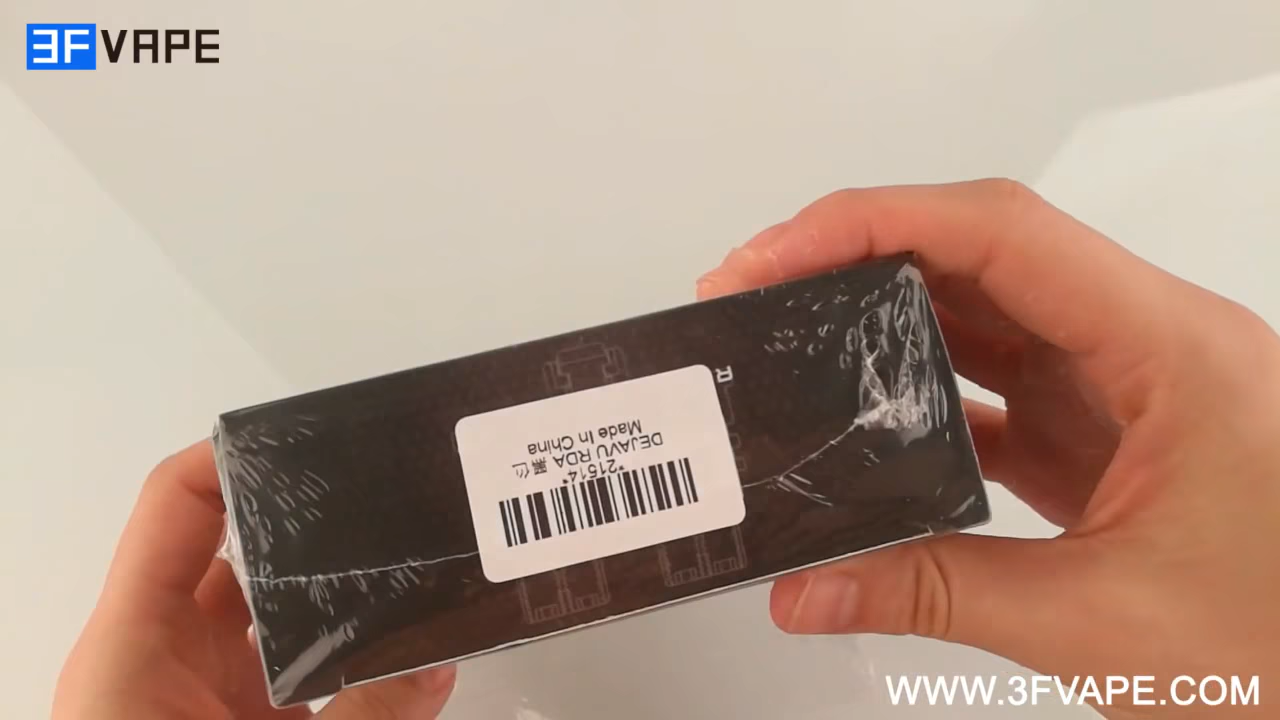 3FVAPE
*21514*
DEJAVU RDA 黑色
Made In China
WWW.3FVAPE.COM